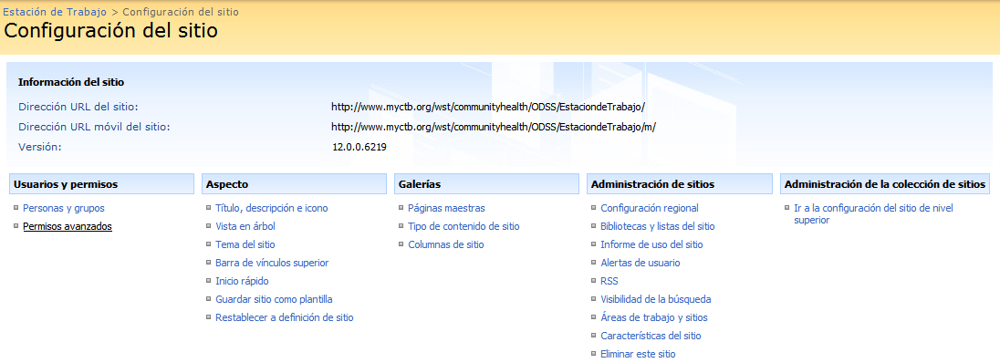 Estación de Trabajo > Configuración del sitio
Configuración del sitio
Información del sitio
Dirección URL del sitio: http://www.myctb.org/wst/communityhealth/ODSS/EstaciondeTrabajo/
Dirección URL móvil del sitio: http://www.myctb.org/wst/communityhealth/ODSS/EstaciondeTrabajo/m/
Versión: 12.0.0.6219
Usuarios y permisos
Personas y grupos
Permisos avanzados
Aspecto
Título, descripción e icono
Vista en árbol
Tema del sitio
Barra de vínculos superior
Inicio rápido
Guardar sitio como plantilla
Restablecer a definición de sitio
Galerías
Páginas maestras
Tipo de contenido de sitio
Columnas de sitio
Administración de sitios
Configuración regional
Bibliotecas y listas del sitio
Informe de uso del sitio
Alertas de usuario
RSS
Visibilidad de la búsqueda
Áreas de trabajo y sitios
Características del sitio
Eliminar este sitio
Administración de la colección de sitios
Ir a la configuración del sitio de nivel
superior